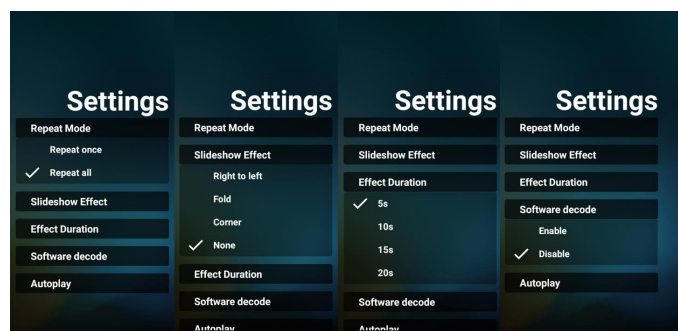 Settings
Repeat Mode
Repeat once
Repeat all
Slideshow Effect
Effect Duration
Software decode
Autoplay
Settings
Repeat Mode
Slideshow Effect
Right to left
Fold
Corner
None
Effect Duration
Software decode
Autoplay
Settings
Repeat Mode
Slideshow Effect
Effect Duration
5s
10s
15s
20s
Software decode
Autoplay
Settings
Repeat Mode
Slideshow Effect
Effect Duration
Software decode
Enable
Disable
Autoplay